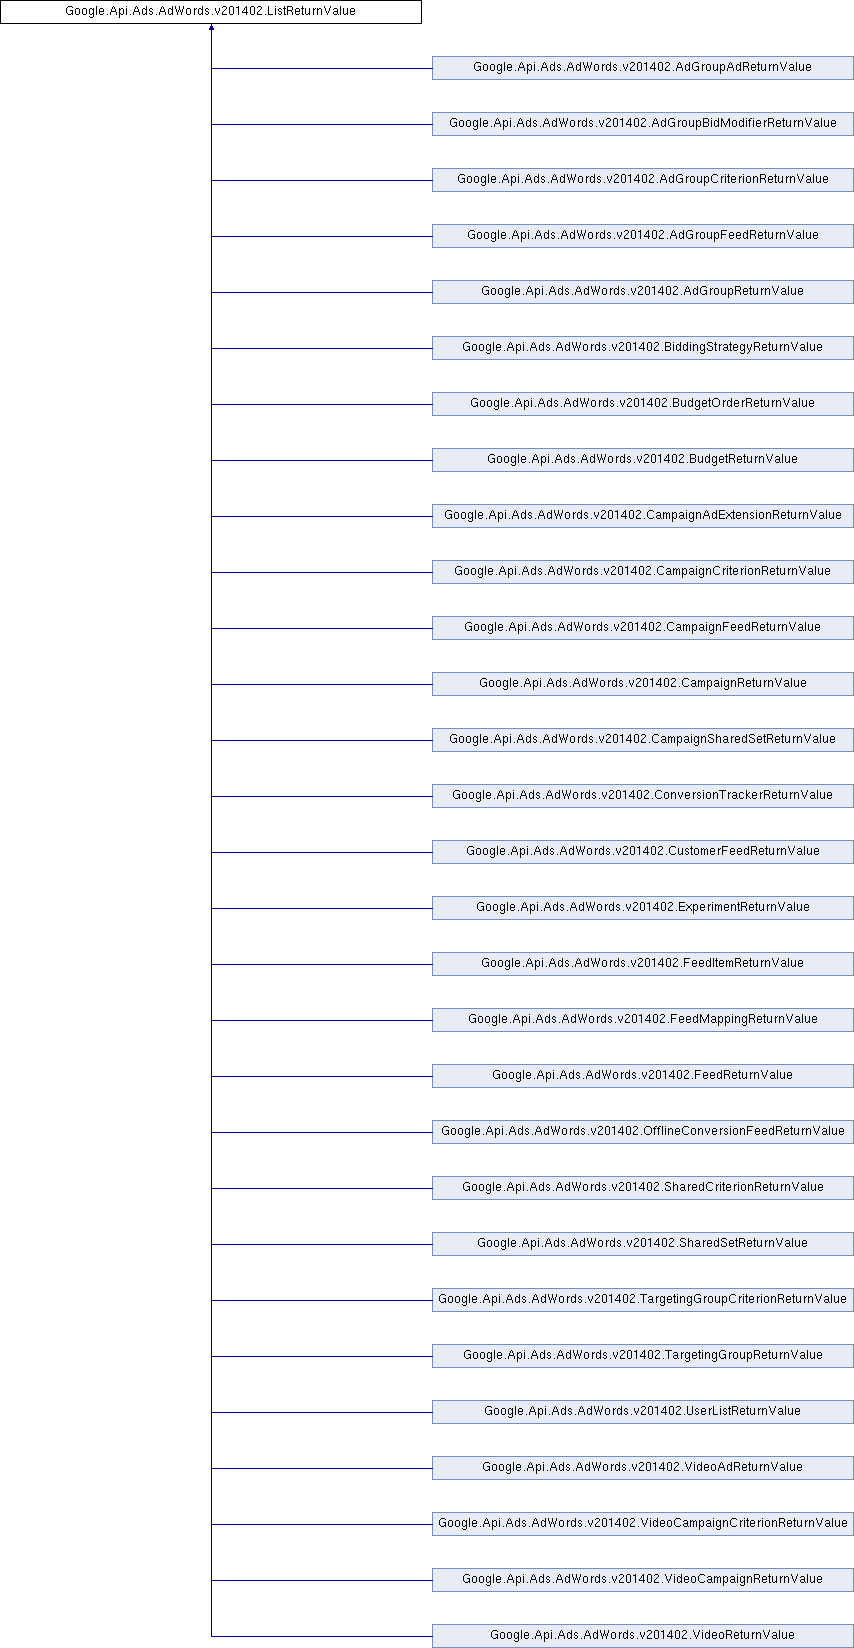 Google.Api.Ads.AdWords.v201402.ListReturnValue
Google.Api.Ads.AdWords.v201402.AdGroupAdReturnValue
Google.Api.Ads.AdWords.v201402.AdGroupBidModifierReturnValue
Google.Api.Ads.AdWords.v201402.AdGroupCriterionReturnValue
Google.Api.Ads.AdWords.v201402.AdGroupFeedReturnValue
Google.Api.Ads.AdWords.v201402.AdGroupReturnValue
Google.Api.Ads.AdWords.v201402.BiddingStrategyReturnValue
Google.Api.Ads.AdWords.v201402.BudgetOrderReturnValue
Google.Api.Ads.AdWords.v201402.BudgetReturnValue
Google.Api.Ads.AdWords.v201402.CampaignAdExtensionReturnValue
Google.Api.Ads.AdWords.v201402.CampaignCriterionReturnValue
Google.Api.Ads.AdWords.v201402.CampaignFeedReturnValue
Google.Api.Ads.AdWords.v201402.CampaignReturnValue
Google.Api.Ads.AdWords.v201402.CampaignSharedSetReturnValue
Google.Api.Ads.AdWords.v201402.ConversionTrackerReturnValue
Google.Api.Ads.AdWords.v201402.CustomerFeedReturnValue
Google.Api.Ads.AdWords.v201402.ExperimentReturnValue
Google.Api.Ads.AdWords.v201402.FeedItemReturnValue
Google.Api.Ads.AdWords.v201402.FeedMappingReturnValue
Google.Api.Ads.AdWords.v201402.FeedReturnValue
Google.Api.Ads.AdWords.v201402.OfflineConversionFeedReturnValue
Google.Api.Ads.AdWords.v201402.SharedCriterionReturnValue
Google.Api.Ads.AdWords.v201402.SharedSetReturnValue
Google.Api.Ads.AdWords.v201402.TargetingGroupCriterionReturnValue
Google.Api.Ads.AdWords.v201402.TargetingGroupReturnValue
Google.Api.Ads.AdWords.v201402.UserListReturnValue
Google.Api.Ads.AdWords.v201402.VideoAdReturnValue
Google.Api.Ads.AdWords.v201402.VideoCampaignCriterionReturnValue
Google.Api.Ads.AdWords.v201402.VideoCampaignReturnValue
Google.Api.Ads.AdWords.v201402.VideoReturnValue